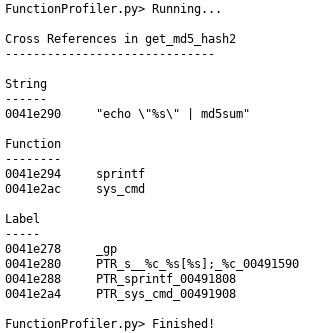 FunctionProfiler.py> Running...
Cross References in get_md5_hash2
------------------------------
String
------
0041e290     "echo \"%s\" | md5sum"
Function
--------
0041e294     sprintf
0041e2ac     sys_cmd
Label
-----
0041e278     _gp
0041e280     PTR_s__%c_%s[%s];_%c_00491590
0041e288     PTR_sprintf_00491808
0041e2a4     PTR_sys_cmd_00491908
FunctionProfiler.py> Finished!